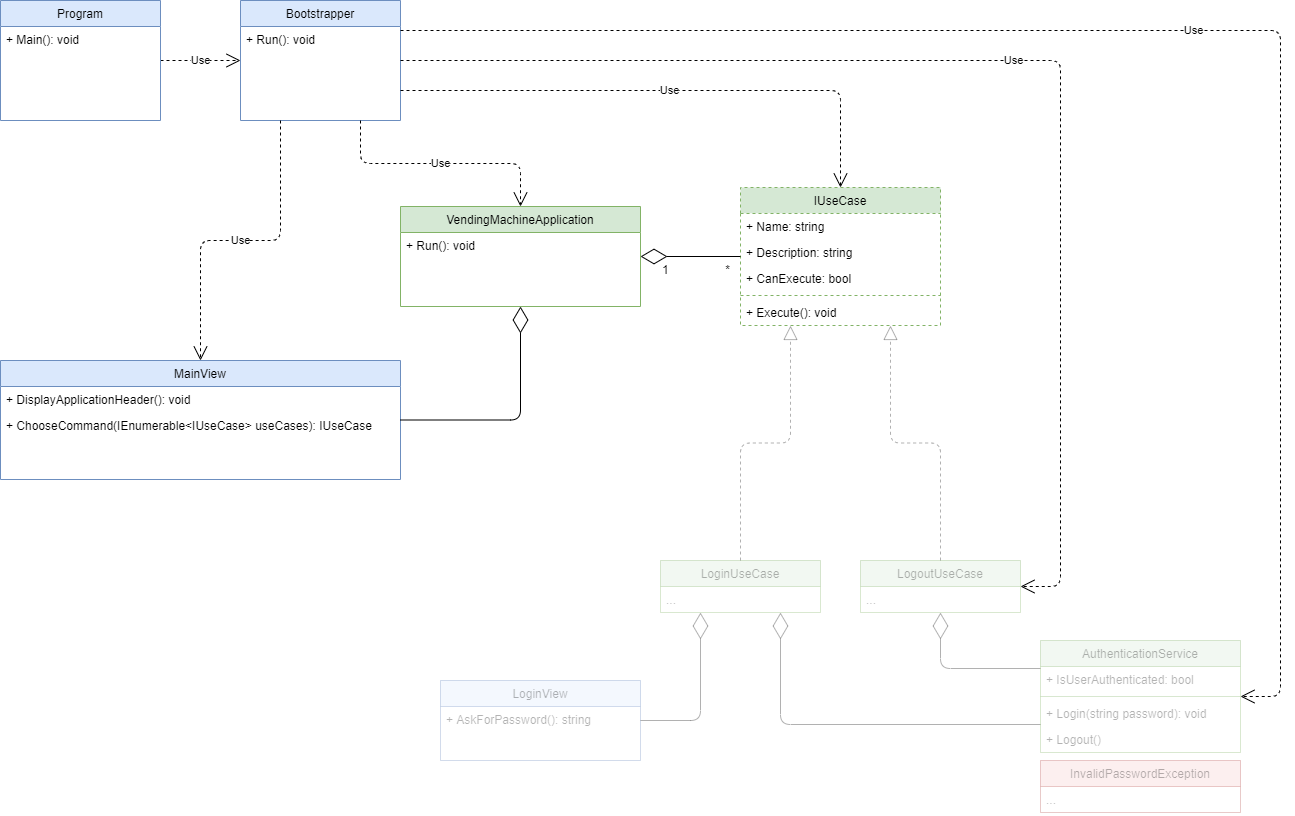 Program
+ Main(): void
Use
Bootstrapper
+ Run(): void
Use
Use
Use
Use
Use
VendingMachineApplication
+ Run(): void
1
*
IUseCase
+ Name: string
+ Description: string
+ CanExecute: bool
+ Execute(): void
MainView
+ DisplayApplicationHeader(): void
+ ChooseCommand(IEnumerable<IUseCase> useCases): IUseCase
LoginUseCase
...
LogoutUseCase
...
LoginView
+ AskForPassword(): string
AuthenticationService
+ IsUserAuthenticated: bool
+ Login(string password): void
+ Logout()
InvalidPasswordException
...